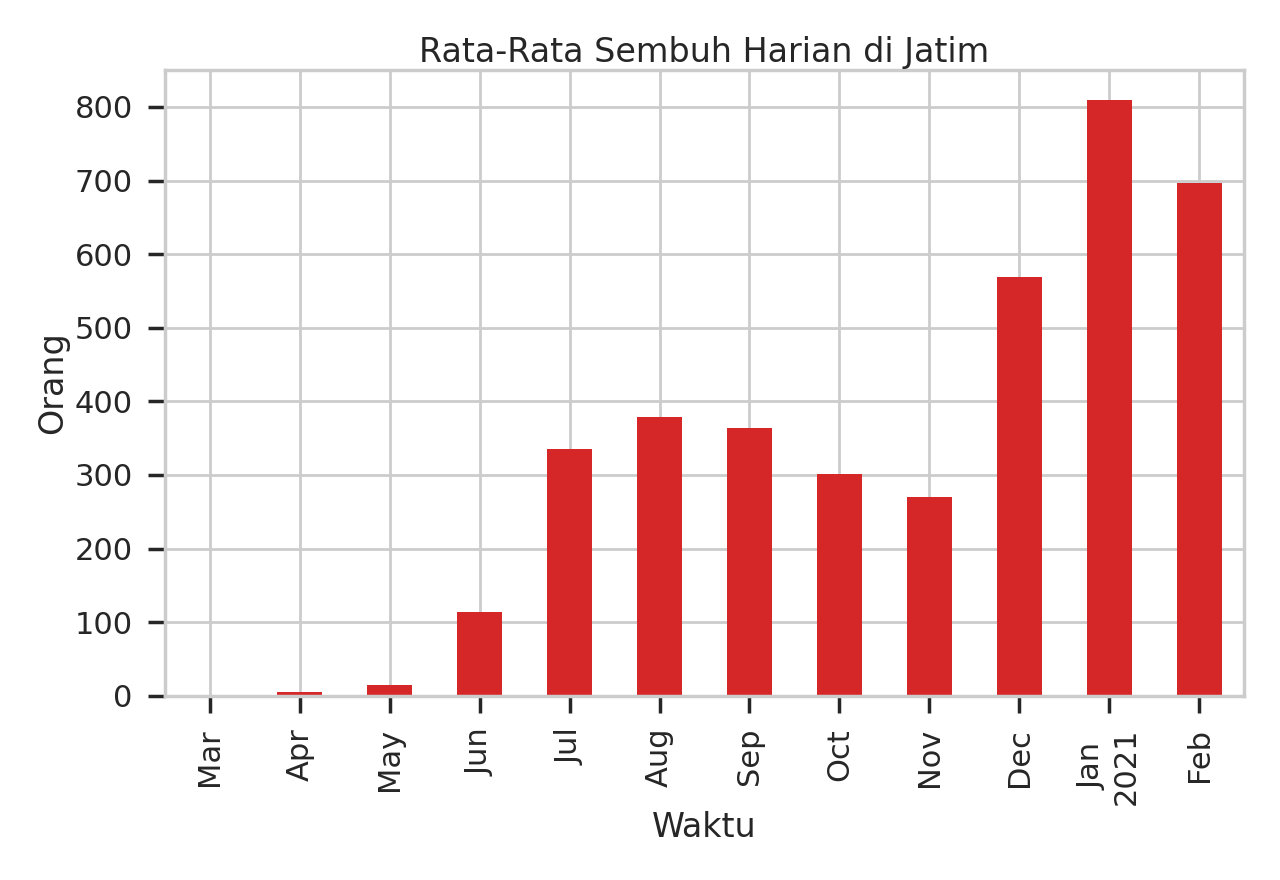 Rata-Rata Sembuh Harian di Jatim
800
700
600
500
400
300
200
100
0
Orang
Mar
Apr
May
Jun
Jul
Aug
Sep
Oct
Nov
Dec
Jan
2021
Feb
Waktu